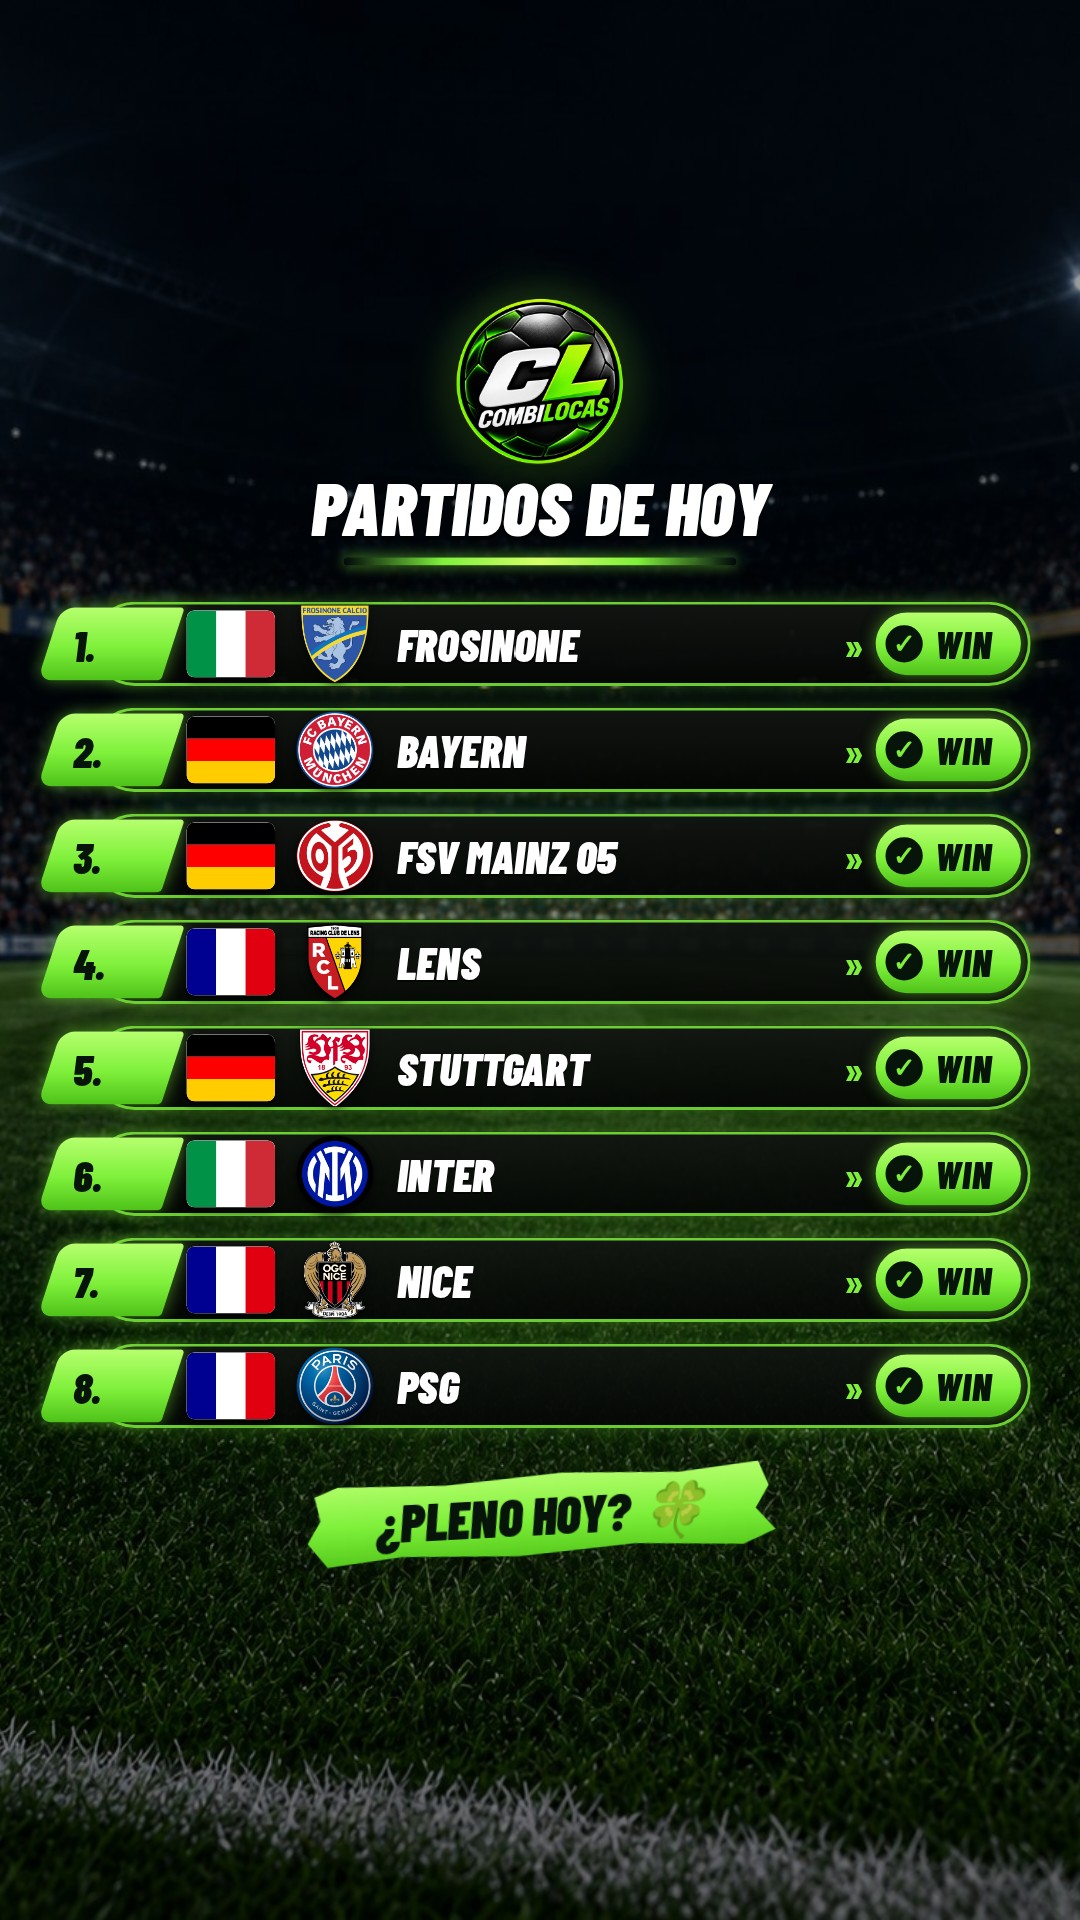 CL
COMBILOCAS
PARTIDOS DE HOY
1. FROSINONE CALCIO FROSINONE » ✓ WIN
2. FC BAYERN MÜNCHEN BAYERN » ✓ WIN
3. 05 FSV MAINZ 05 » ✓ WIN
4. RACING CLUB DE LENS RCL LENS » ✓ WIN
5. VfB 18 93 STUTTGART » ✓ WIN
6. INTER » ✓ WIN
7. OGC NICE NICE » ✓ WIN
8. PARIS SAINT-GERMAIN PSG » ✓ WIN
¿PLENO HOY? 🍀